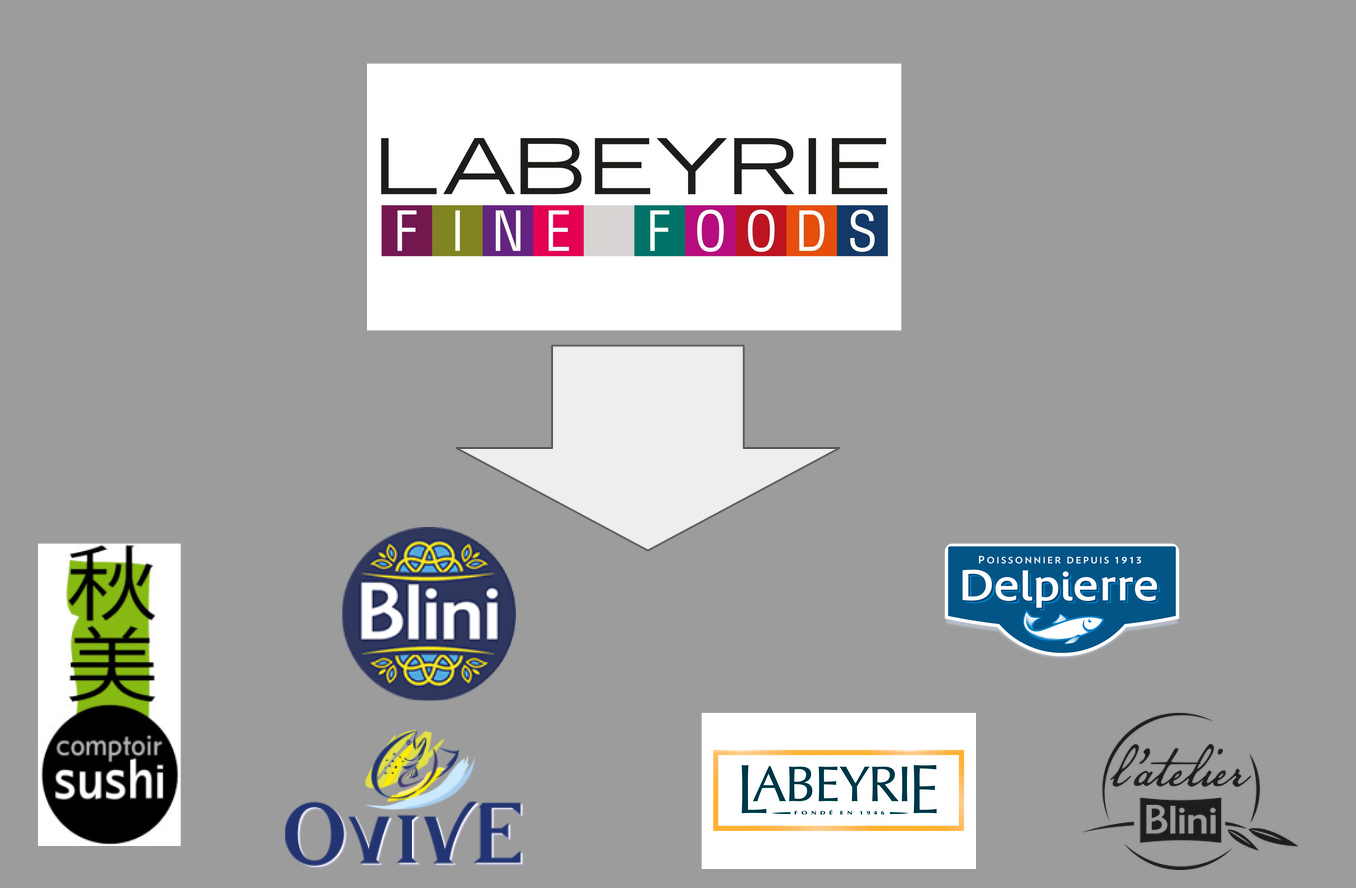 LABEYRIE
FINE FOODS
秋
美
comptoir
sushi
Blini
OVIVE
POISSONNIER DEPUIS 1913
Delpierre
LABEYRIE
FONDÉ EN 1946
l'atelier
Blini